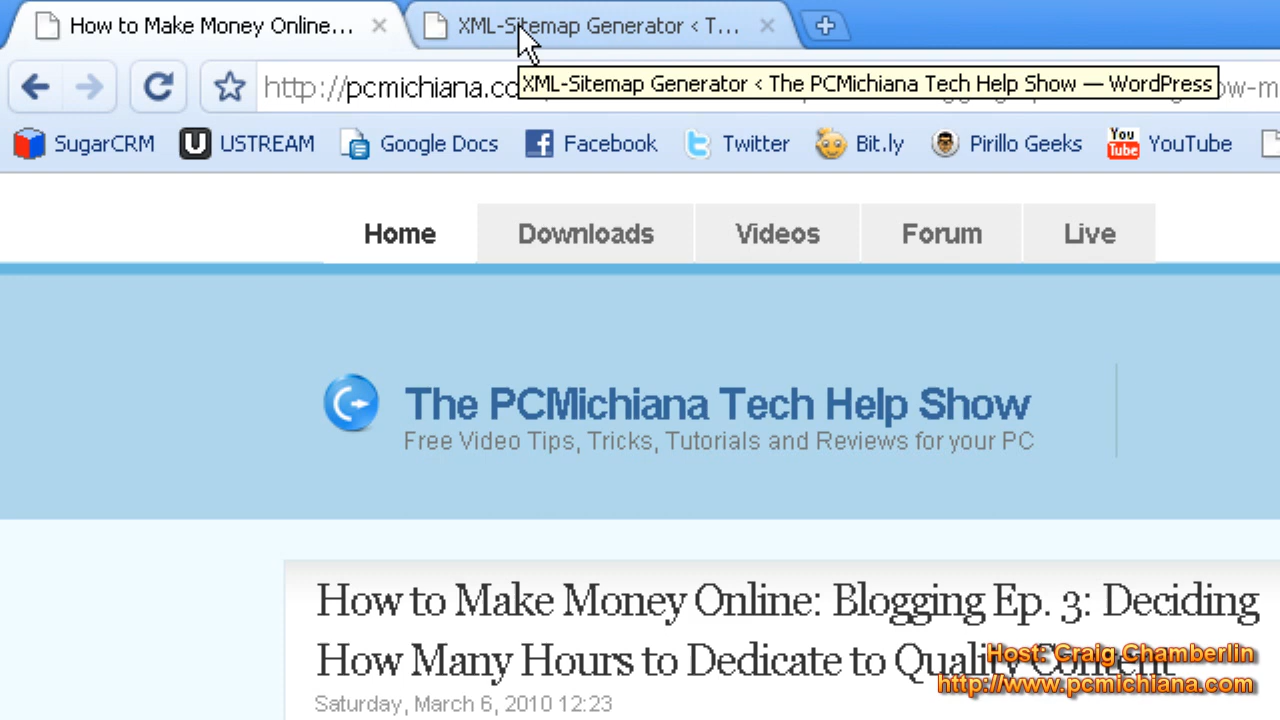 How to Make Money Online...
XML-Sitemap Generator < T...
http://pcmichiana.co
XML-Sitemap Generator < The PCMichiana Tech Help Show — WordPress
SugarCRM
USTREAM
Google Docs
Facebook
Twitter
Bit.ly
Pirillo Geeks
You Tube YouTube
Home
Downloads
Videos
Forum
Live
The PCMichiana Tech Help Show
Free Video Tips, Tricks, Tutorials and Reviews for your PC
How to Make Money Online: Blogging Ep. 3: Deciding
How Many Hours to Dedicate to Quality Content
Host: Craig Chamberlin
http://www.pcmichiana.com
Saturday, March 6, 2010 12:23